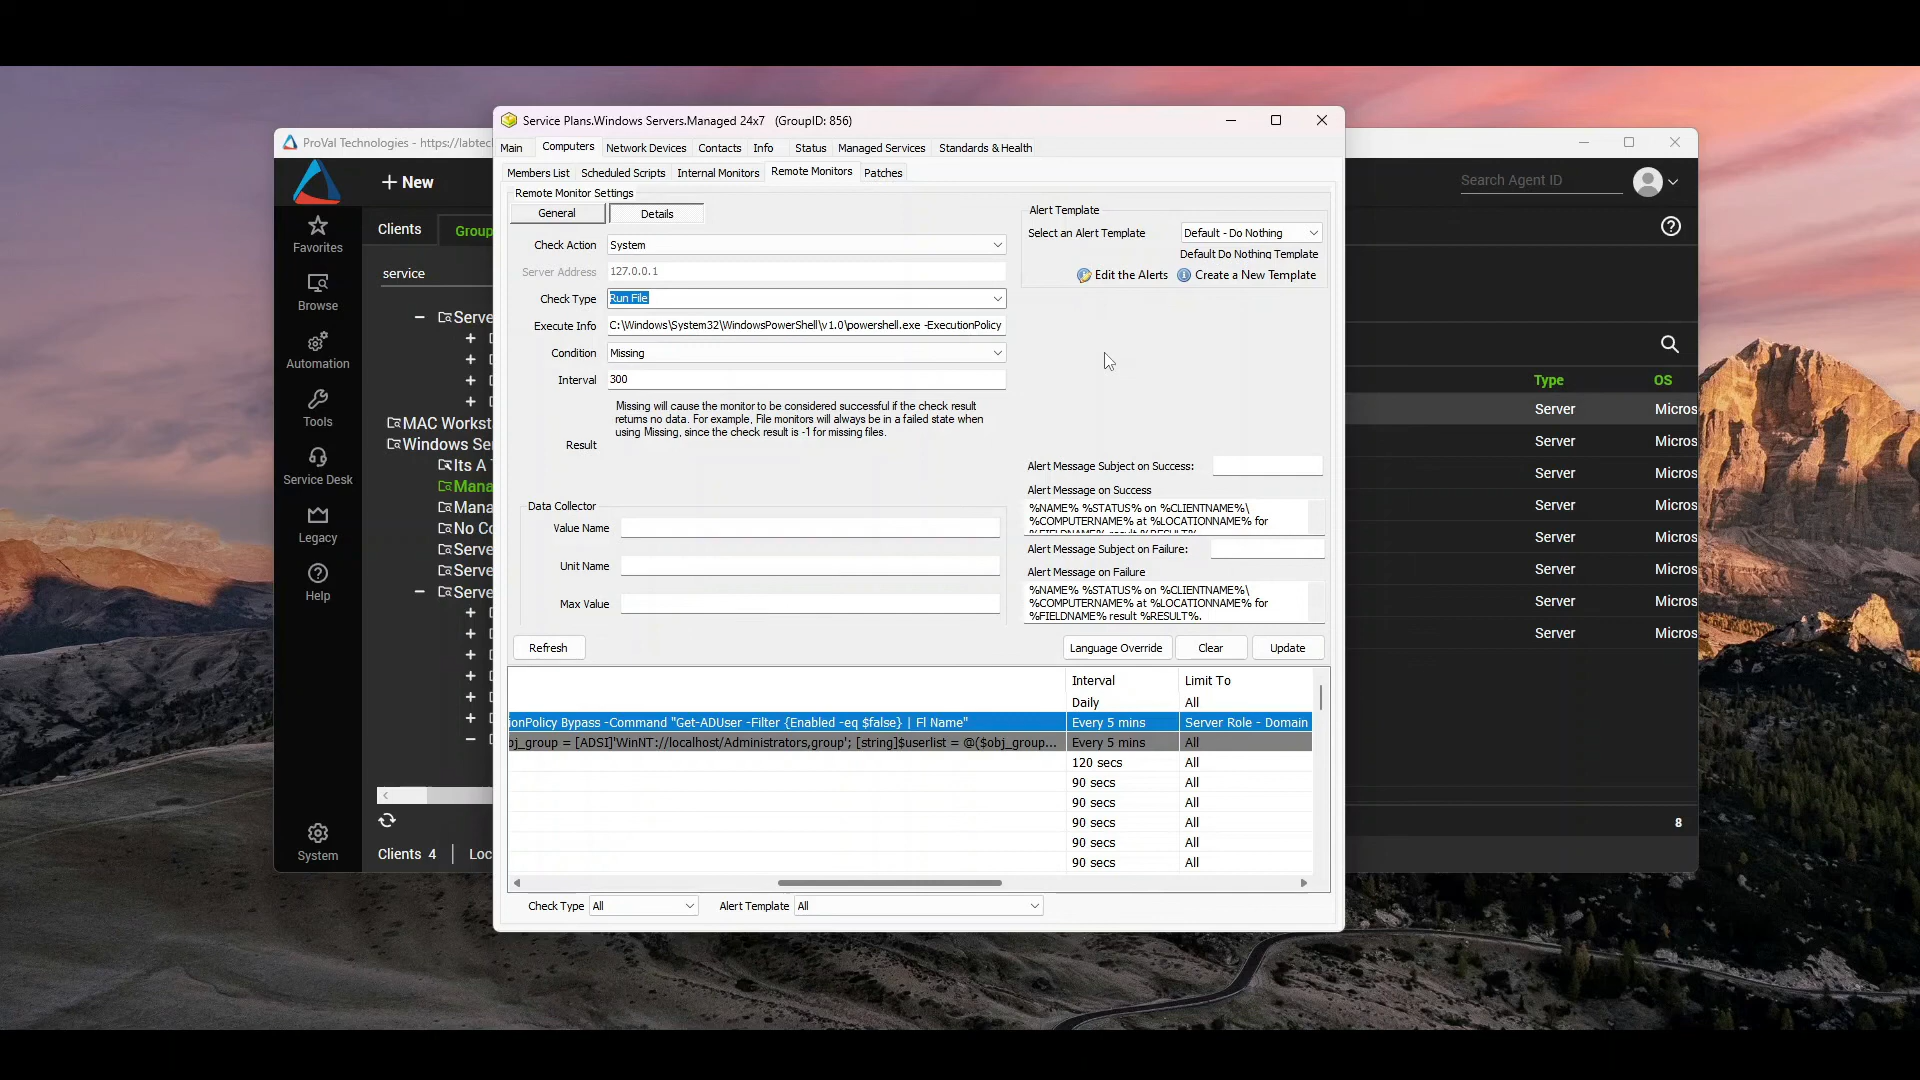 ProVal Technologies - https://labtec
New
Search Agent ID
Favorites
Browse
Automation
Tools
Service Desk
Legacy
Help
System
Clients
Group
service
Serve
MAC Workst
Windows Se
Its A
Mana
Mana
No Co
Serve
Serve
Serve
Clients 4
Loc
Service Plans.Windows Servers.Managed 24x7 (GroupID: 856)
Main
Computers
Network Devices
Contacts
Info
Status
Managed Services
Standards & Health
Members List
Scheduled Scripts
Internal Monitors
Remote Monitors
Patches
Remote Monitor Settings
General
Details
Check Action
System
Server Address
127.0.0.1
Check Type
Run File
Execute Info
C:\Windows\System32\WindowsPowerShell\v1.0\powershell.exe -ExecutionPolicy
Condition
Missing
Interval
300
Missing will cause the monitor to be considered successful if the check result
returns no data. For example, File monitors will always be in a failed state when
using Missing, since the check result is -1 for missing files.
Result
Data Collector
Value Name
Unit Name
Max Value
Alert Template
Select an Alert Template
Default - Do Nothing
Default Do Nothing Template
Edit the Alerts
Create a New Template
Alert Message Subject on Success:
Alert Message on Success
%NAME% %STATUS% on %CLIENTNAME%\
%COMPUTERNAME% at %LOCATIONNAME% for
%FIELDNAME% result %RESULT%.
Alert Message Subject on Failure:
Alert Message on Failure
%NAME% %STATUS% on %CLIENTNAME%\
%COMPUTERNAME% at %LOCATIONNAME% for
%FIELDNAME% result %RESULT%.
Refresh
Language Override
Clear
Update
Interval
Limit To
Daily
All
ionPolicy Bypass -Command "Get-ADUser -Filter {Enabled -eq $false} | Fl Name"
Every 5 mins
Server Role - Domain
bj_group = [ADSI]'WinNT://localhost/Administrators,group'; [string]$userlist = @($obj_group...
Every 5 mins
All
120 secs
All
90 secs
All
90 secs
All
90 secs
All
90 secs
All
90 secs
All
Check Type
All
Alert Template
All
Type
OS
Server
Micros
Server
Micros
Server
Micros
Server
Micros
Server
Micros
Server
Micros
Server
Micros
Server
Micros
8